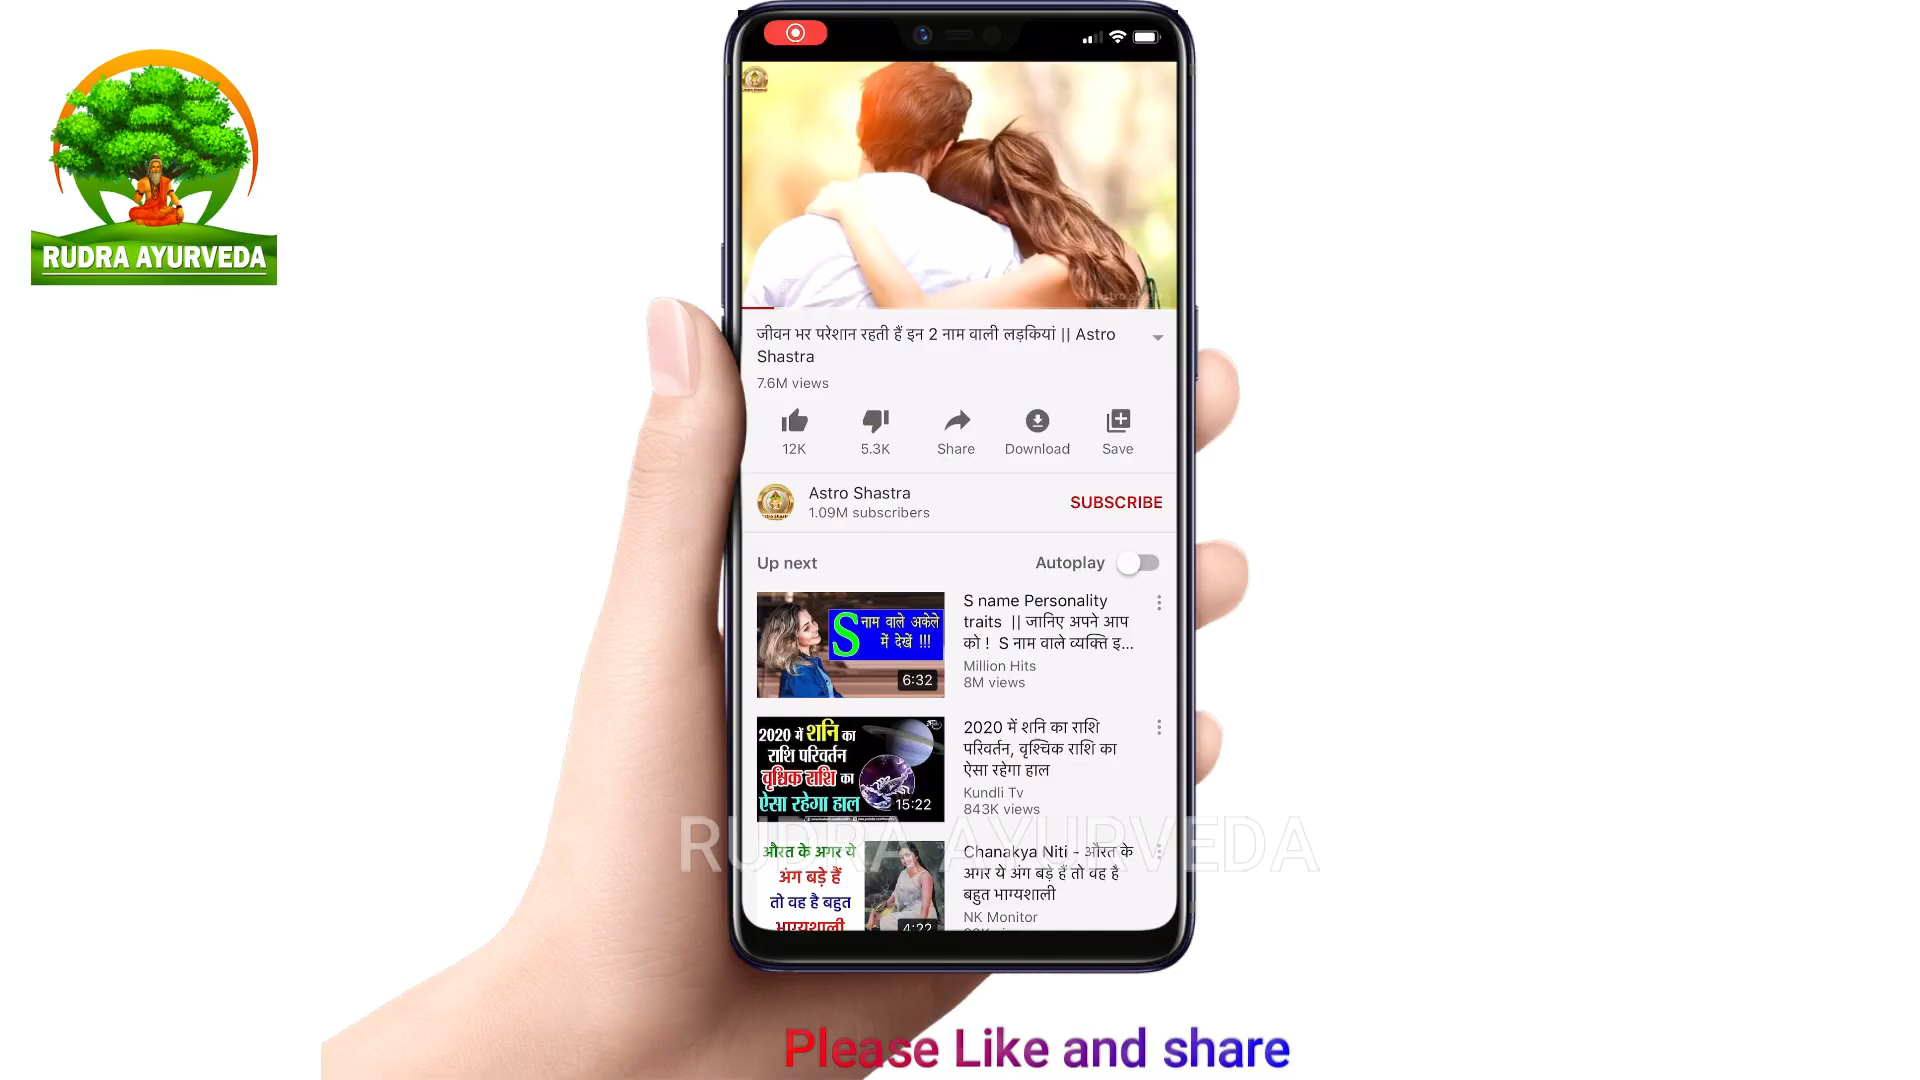 RUDRA AYURVEDA
जीवन भर परेशान रहती हैं इन 2 नाम वाली लड़कियां || Astro
Shastra
7.6M views
12K
5.3K
Share
Download
Save
Astro Shastra
1.09M subscribers
SUBSCRIBE
Up next
Autoplay
S नाम वाले अकेले
में देखें !!!
6:32
S name Personality
traits || जानिए अपने आप
को ! S नाम वाले व्यक्ति इ...
Million Hits
8M views
2020 में शनि का
राशि परिवर्तन
वृश्चिक राशि का
ऐसा रहेगा हाल
15:22
2020 में शनि का राशि
परिवर्तन, वृश्चिक राशि का
ऐसा रहेगा हाल
Kundli Tv
843K views
RUDRA AYURVEDA
औरत के अगर ये
अंग बड़े हैं
तो वह है बहुत
भाग्यशाली
4:22
Chanakya Niti - औरत के
अगर ये अंग बड़े हैं तो वह है
बहुत भाग्यशाली
NK Monitor
Please Like and share